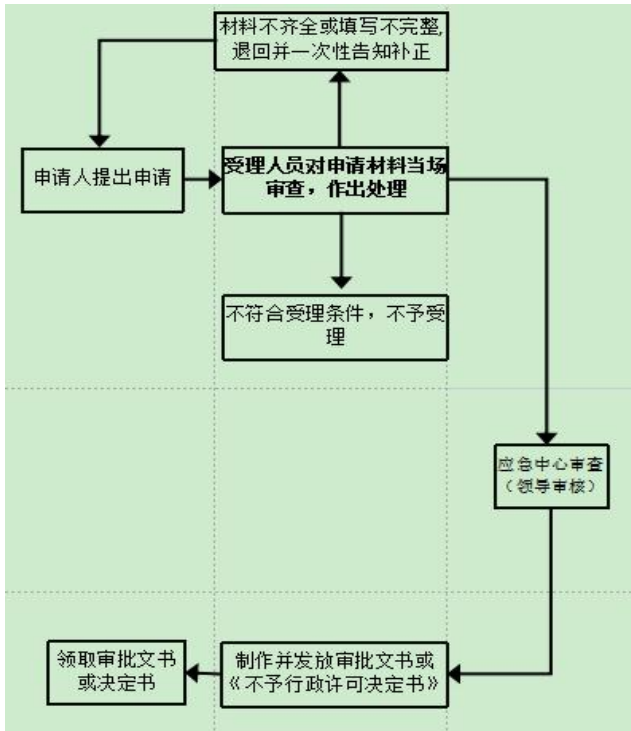 材料不齐全或填写不完整,
退回并一次性告知补正
申请人提出申请
受理人员对申请材料当场
审查，作出处理
不符合受理条件，不予受
理
应急中心审查
（领导审核）
领取审批文书
或决定书
制作并发放审批文书或
《不予行政许可决定书》